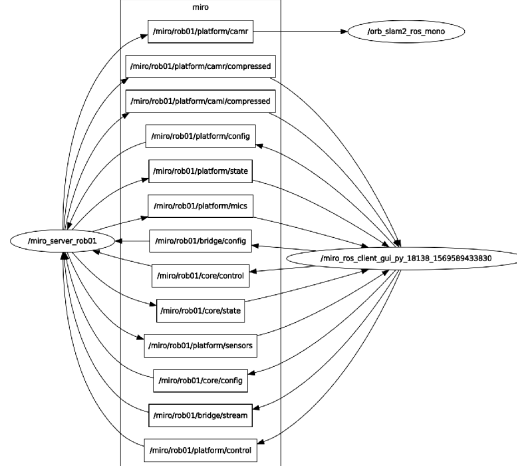 miro
/miro/rob01/platform/camr
/orb_slam2_ros_mono
/miro/rob01/platform/camr/compressed
/miro/rob01/platform/caml/compressed
/miro/rob01/platform/config
/miro/rob01/platform/state
/miro/rob01/platform/mics
/miro_server_rob01
/miro/rob01/bridge/config
/miro_ros_client_gui_py_18138_1569589433830
/miro/rob01/core/control
/miro/rob01/core/state
/miro/rob01/platform/sensors
/miro/rob01/core/config
/miro/rob01/bridge/stream
/miro/rob01/platform/control